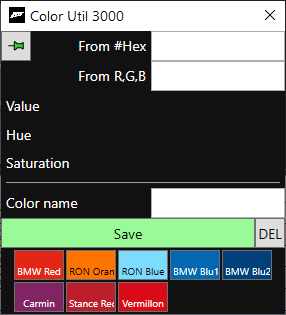 Color Util 3000
From #Hex
From R,G,B
Value
Hue
Saturation
Color name
Save DEL
BMW Red RON Oran RON Blue BMW Blu1 BMW Blu2
Carmin Stance Red Vermillon